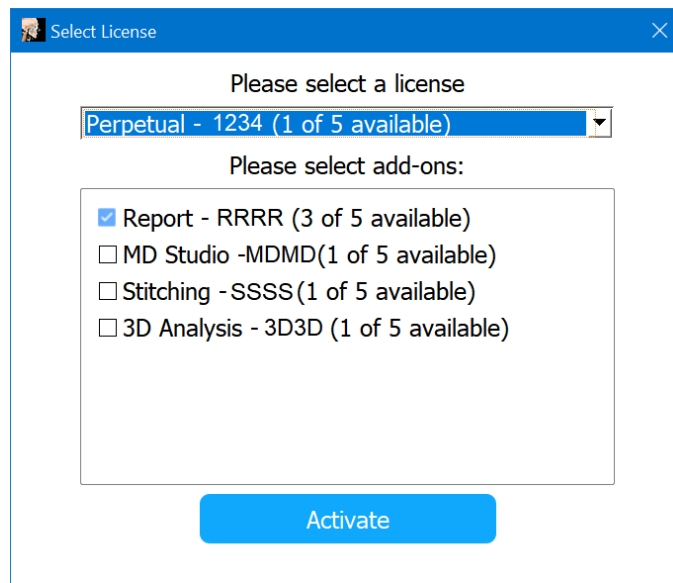 Select License
Please select a license
Perpetual - 1234 (1 of 5 available)
Please select add-ons:
Report - RRRR (3 of 5 available)
MD Studio -MDMD(1 of 5 available)
Stitching -SSSS(1 of 5 available)
3D Analysis - 3D3D (1 of 5 available)
Activate